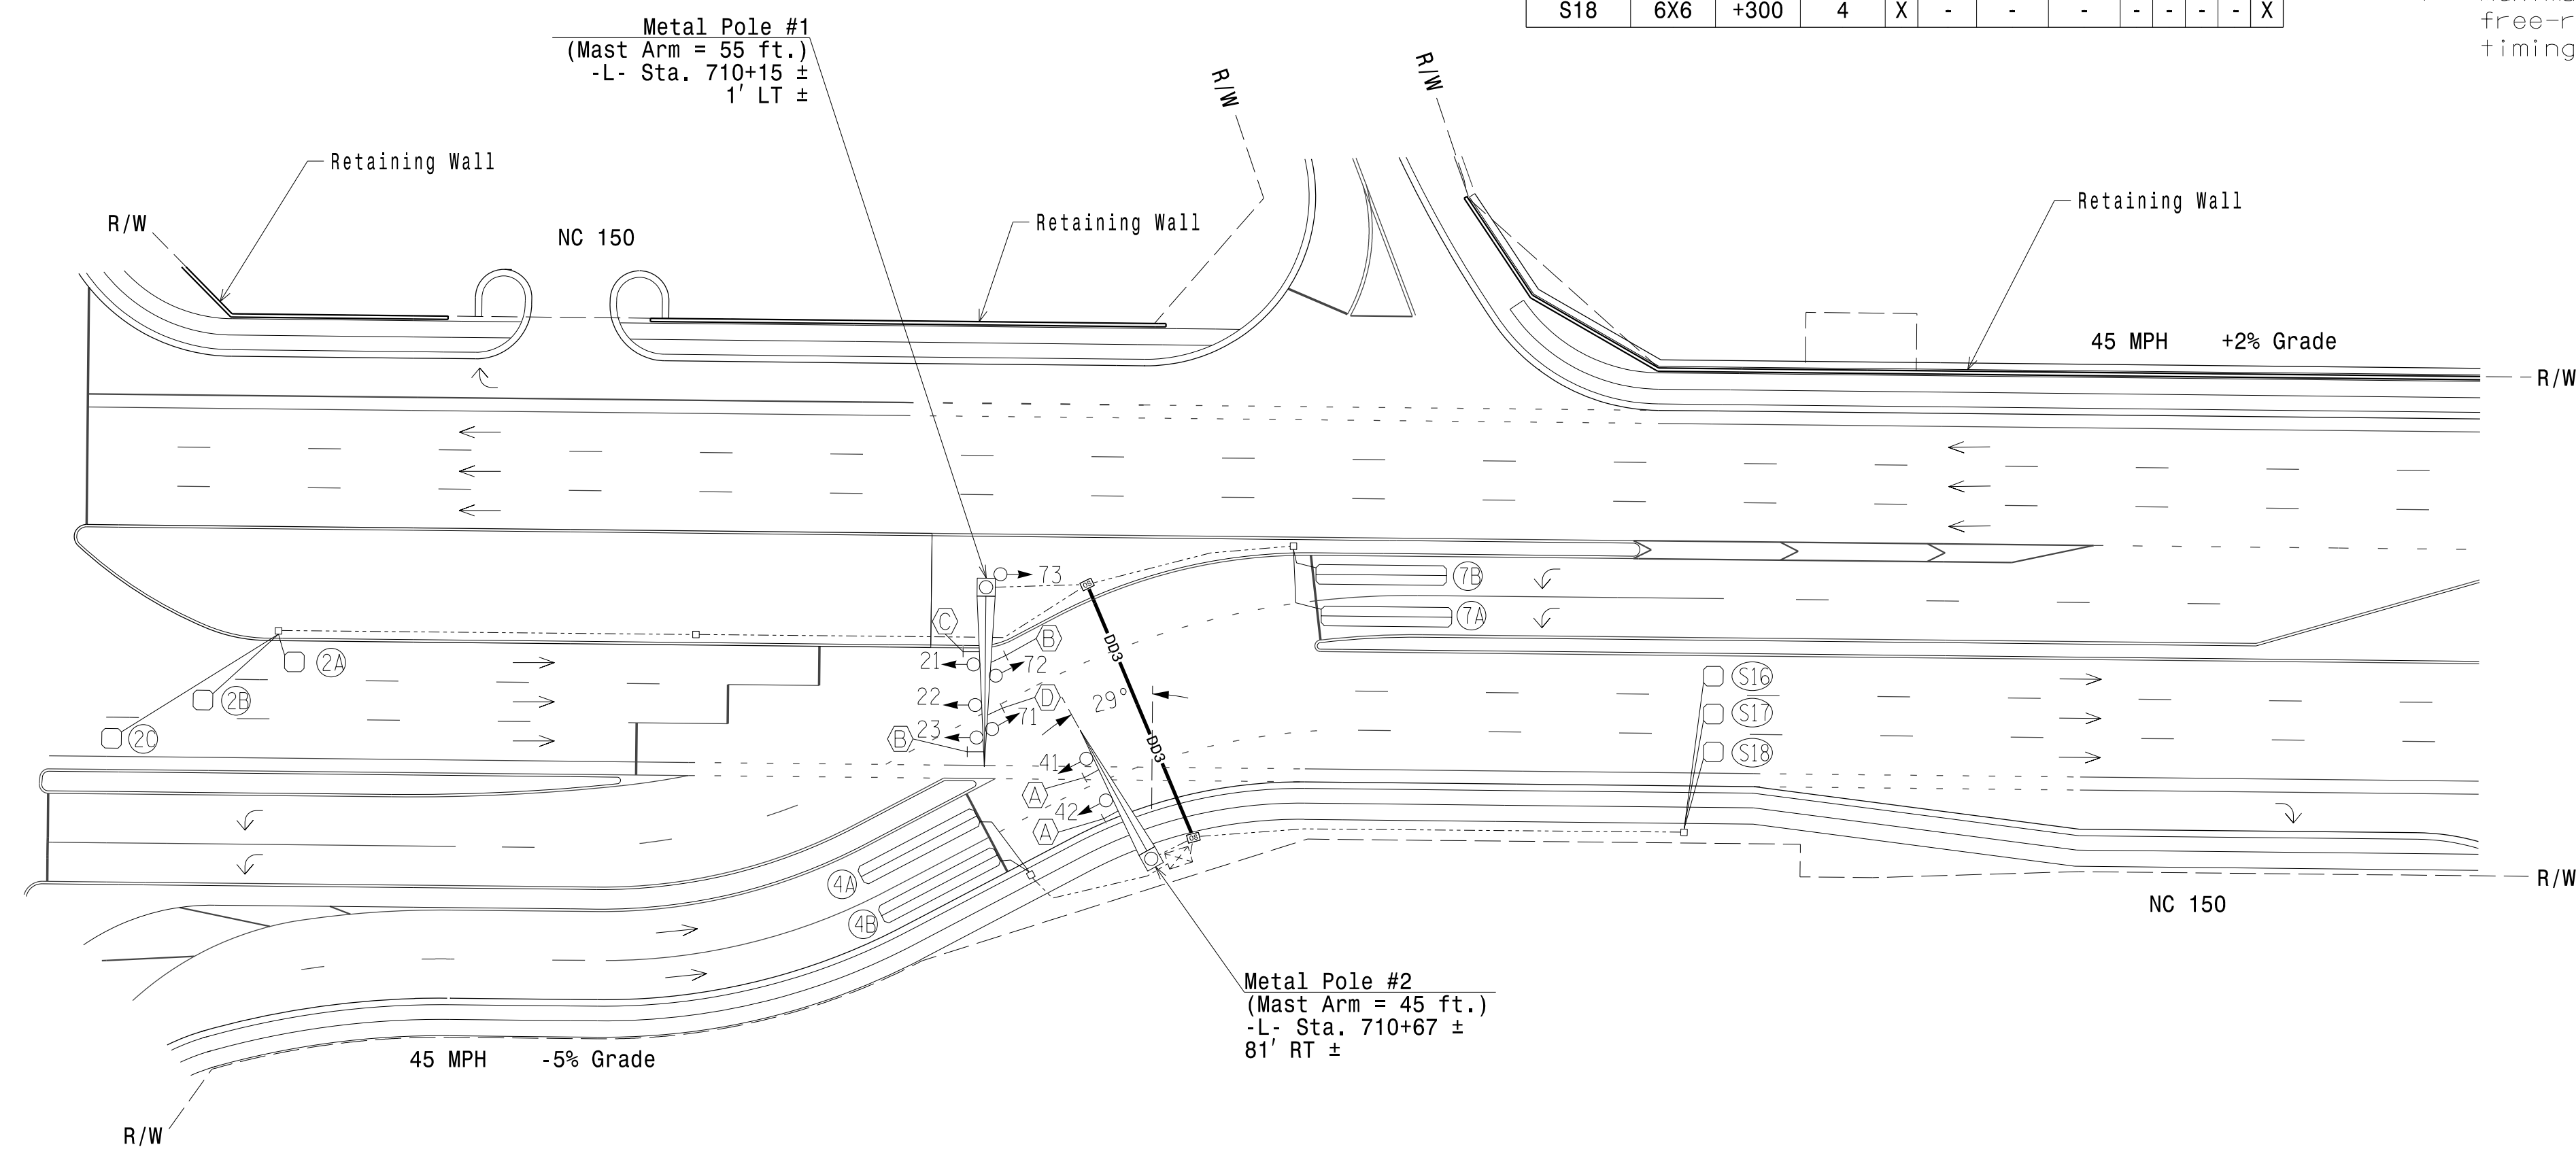 S18 6X6 +300 4 X - - - - - - - X
free-r
timing
Metal Pole #1
(Mast Arm = 55 ft.)
-L- Sta. 710+15 ±
1' LT ±
R/W
R/W
Retaining Wall
Retaining Wall
Retaining Wall
R/W
NC 150
45 MPH +2% Grade
R/W
73
7B
7A
C
B
21
72
2A
2B
2C
22
D
29°
71
B
23
DD3
DD3
S16
S17
S18
41
A
42
A
4A
4B
R/W
NC 150
Metal Pole #2
(Mast Arm = 45 ft.)
-L- Sta. 710+67 ±
81' RT ±
45 MPH -5% Grade
R/W